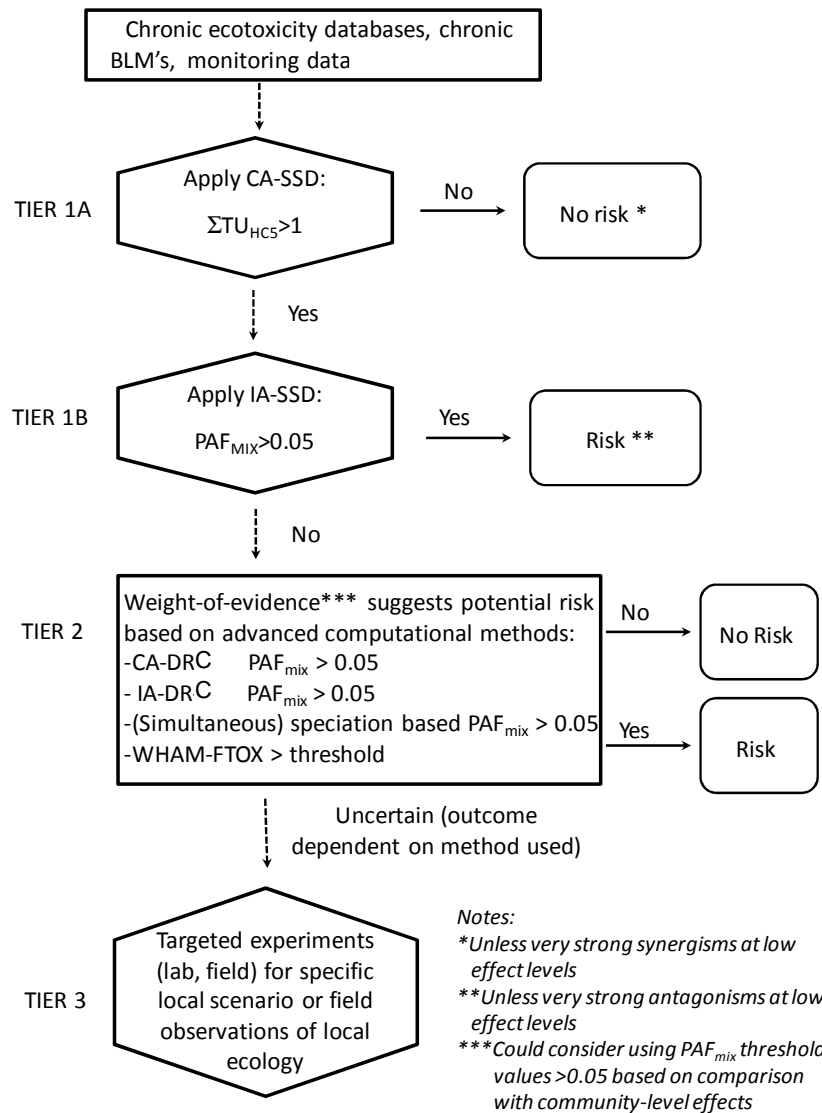 Chronic ecotoxicity databases, chronic
BLM's, monitoring data
TIER 1A
Apply CA-SSD:
ΣTU_HC5>1
No
No risk *
Yes
TIER 1B
Apply IA-SSD:
PAF_MIX>0.05
Yes
Risk **
No
TIER 2
Weight-of-evidence*** suggests potential risk
based on advanced computational methods:
-CA-DRC PAF_mix > 0.05
- IA-DRC PAF_mix > 0.05
-(Simultaneous) speciation based PAF_mix > 0.05
-WHAM-FTOX > threshold
No
No Risk
Yes
Risk
Uncertain (outcome
dependent on method used)
TIER 3
Targeted experiments
(lab, field) for specific
local scenario or field
observations of local
ecology
Notes:
*Unless very strong synergisms at low
effect levels
**Unless very strong antagonisms at low
effect levels
***Could consider using PAF_mix threshold
values >0.05 based on comparison
with community-level effects